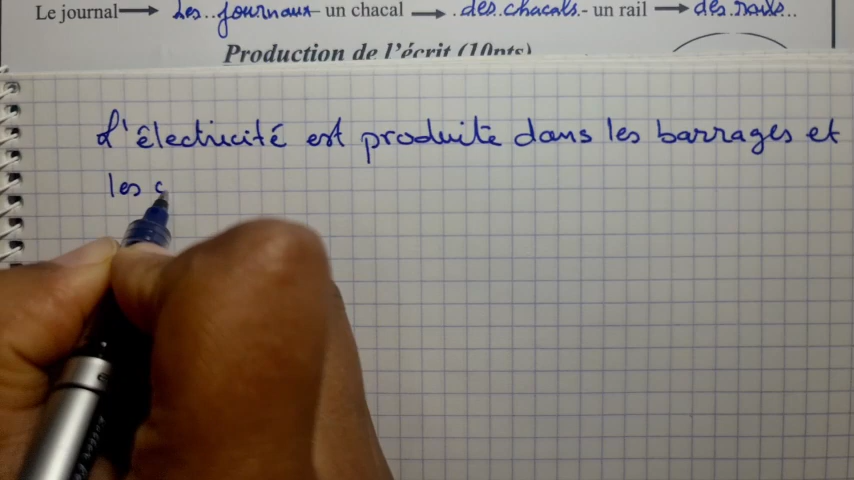 Le journal → Les..journaux - un chacal → .des.chacals.- un rail → des.rails...
Production de l'écrit (10pts)
L'électricité est produite dans les barrages et
les c